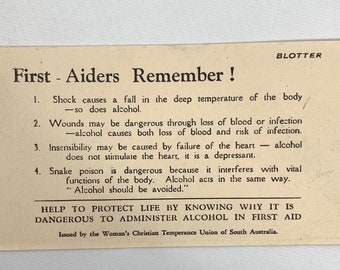 BLOTTER
First - Aiders Remember !
1. Shock causes a fall in the deep temperature of the body
—so does alcohol.
2. Wounds may be dangerous through loss of blood or infection
—alcohol causes both loss of blood and risk of infection.
3. Insensibility may be caused by failure of the heart — alcohol
does not stimulate the heart, it is a depressant.
4. Snake poison is dangerous because it interferes with vital
functions of the body. Alcohol acts in the same way.
" Alcohol should be avoided."
HELP TO PROTECT LIFE BY KNOWING WHY IT IS
DANGEROUS TO ADMINISTER ALCOHOL IN FIRST AID
Issued by the Woman's Christian Temperance Union of South Australia.